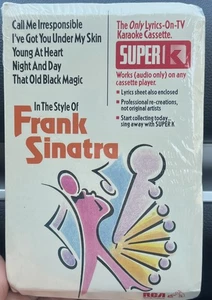 Call Me Irresponsible
I've Got You Under My Skin
Young At Heart
Night And Day
That Old Black Magic
In The Style Of
Frank
Sinatra
The Only Lyrics-On-TV
Karaoke Cassette.
SUPER K
Works (audio only) on any
cassette player.
Lyrics sheet also enclosed
Professional re-creations,
not original artists
Start collecting today...
sing away with SUPER K
RCA